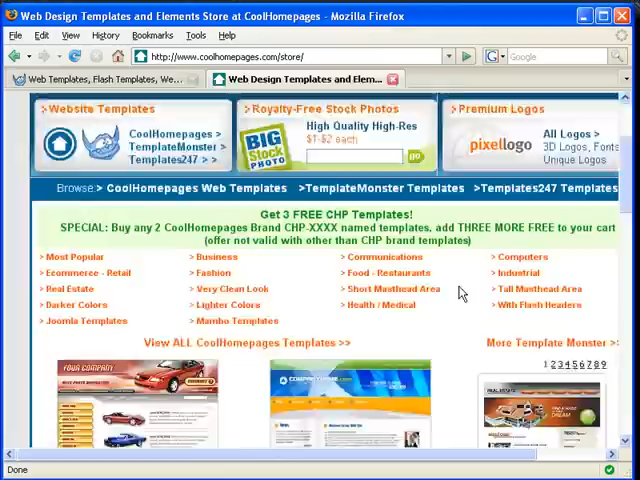 Web Design Templates and Elements Store at CoolHomepages - Mozilla Firefox
File Edit View History Bookmarks Tools Help
http://www.coolhomepages.com/store/
Google
Web Templates, Flash Templates, We...
Web Design Templates and Elem...
Website Templates
CoolHomepages >
TemplateMonster >
Templates247 > >
Royalty-Free Stock Photos
High Quality High-Res
$1-$2 each
BIG STOCK PHOTO
go
Premium Logos
pixellogo
All Logos >
3D Logos, Fonts
Unique Logos
Browse:> CoolHomepages Web Templates >TemplateMonster Templates >Templates247 Templates
Get 3 FREE CHP Templates!
SPECIAL: Buy any 2 CoolHomepages Brand CHP-XXXX named templates, add THREE MORE FREE to your cart
(offer not valid with other than CHP brand templates)
> Most Popular > Business > Communications > Computers
> Ecommerce - Retail > Fashion > Food - Restaurants > Industrial
> Real Estate > Very Clean Look > Short Masthead Area > Tall Masthead Area
> Darker Colors > Lighter Colors > Health / Medical > With Flash Headers
> Joomla Templates > Mambo Templates
View ALL CoolHomepages Templates >>
More Template Monster >>
1 2 3 4 5 6 7 8 9
YOUR COMPANY
COMPANYNAME.com
REAL ESTATE
DREAM
Done